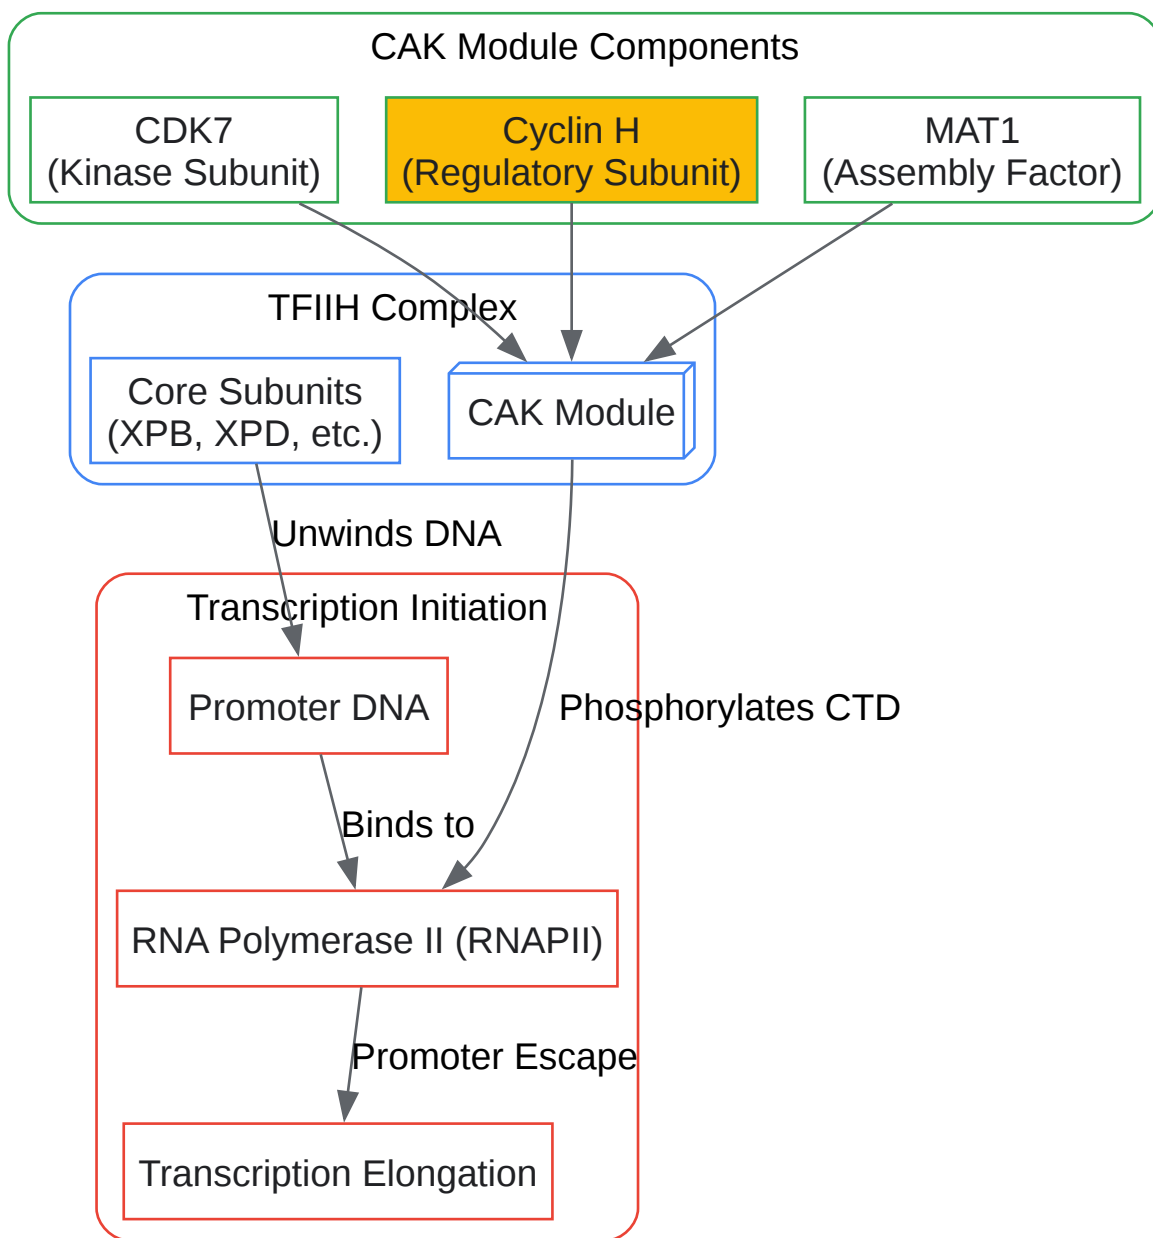 CAK Module Components
CDK7
(Kinase Subunit)
Cyclin H
(Regulatory Subunit)
MAT1
(Assembly Factor)
TFIIH Complex
Core Subunits
(XPB, XPD, etc.)
CAK Module
Unwinds DNA
Transcription Initiation
Promoter DNA
Phosphorylates CTD
Binds to
RNA Polymerase II (RNAPII)
Promoter Escape
Transcription Elongation